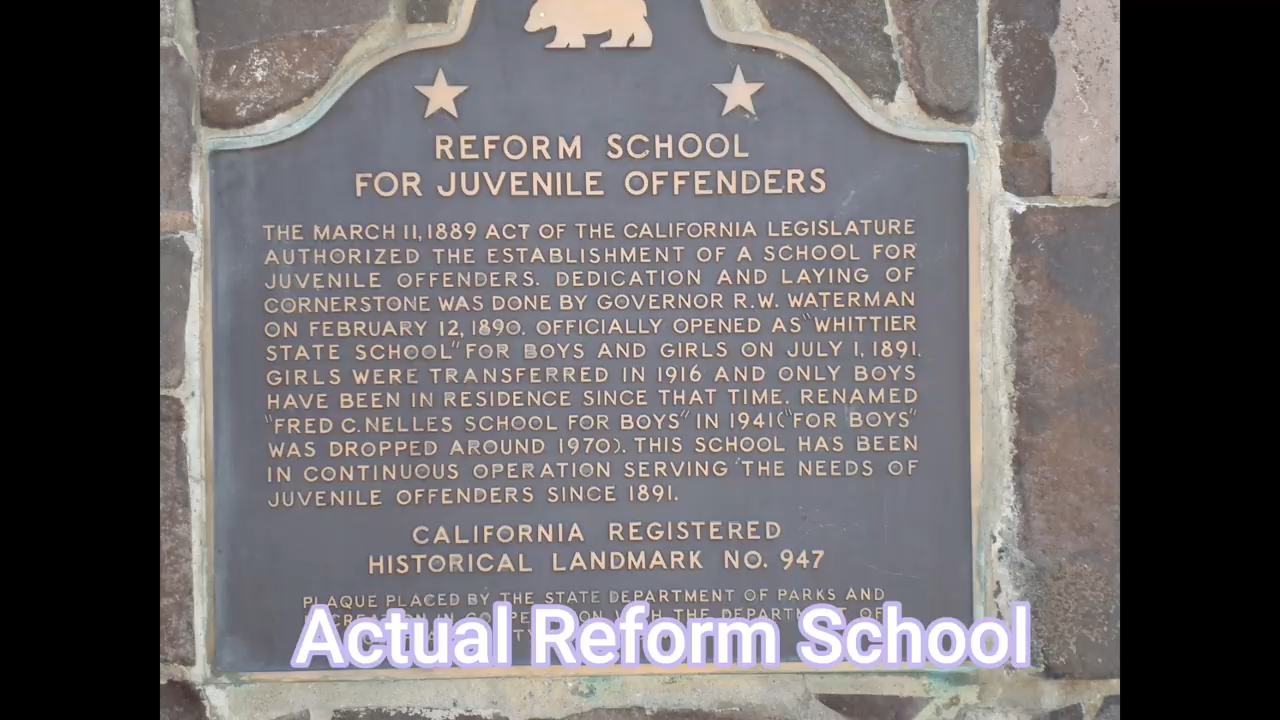 REFORM SCHOOL
FOR JUVENILE OFFENDERS
THE MARCH 11, 1889 ACT OF THE CALIFORNIA LEGISLATURE
AUTHORIZED THE ESTABLISHMENT OF A SCHOOL FOR
JUVENILE OFFENDERS. DEDICATION AND LAYING OF
CORNERSTONE WAS DONE BY GOVERNOR R.W. WATERMAN
ON FEBRUARY 12, 1890. OFFICIALLY OPENED AS "WHITTIER
STATE SCHOOL" FOR BOYS AND GIRLS ON JULY 1, 1891.
GIRLS WERE TRANSFERRED IN 1916 AND ONLY BOYS
HAVE BEEN IN RESIDENCE SINCE THAT TIME. RENAMED
"FRED C. NELLES SCHOOL FOR BOYS" IN 1941 ("FOR BOYS"
WAS DROPPED AROUND 1970). THIS SCHOOL HAS BEEN
IN CONTINUOUS OPERATION SERVING THE NEEDS OF
JUVENILE OFFENDERS SINCE 1891.
CALIFORNIA REGISTERED
HISTORICAL LANDMARK NO. 947
PLAQUE PLACED BY THE STATE DEPARTMENT OF PARKS AND
THE OF
Actual Reform School